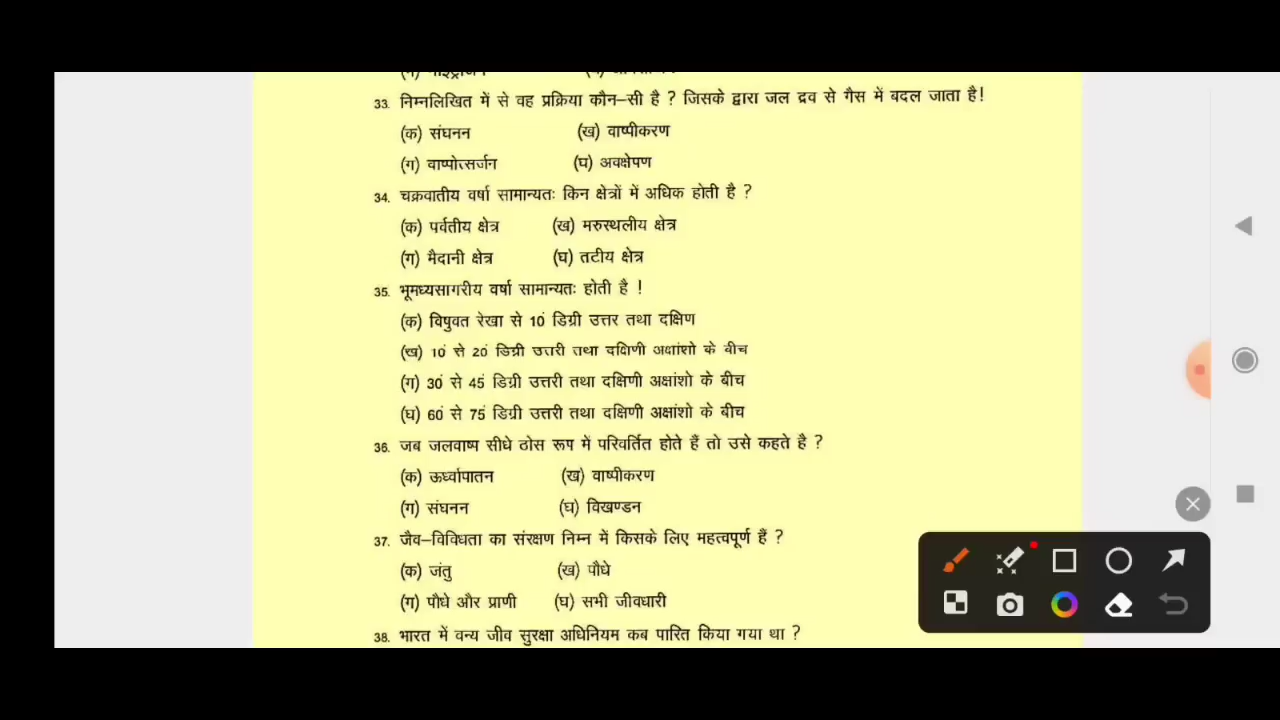 33. निम्नलिखित में से वह प्रक्रिया कौन–सी है ? जिसके द्वारा जल द्रव से गैस में बदल जाता है!
(क) संघनन (ख) वाष्पीकरण
(ग) वाष्पोत्सर्जन (घ) अवक्षेपण
34. चक्रवातीय वर्षा सामान्यतः किन क्षेत्रों में अधिक होती है ?
(क) पर्वतीय क्षेत्र (ख) मरुस्थलीय क्षेत्र
(ग) मैदानी क्षेत्र (घ) तटीय क्षेत्र
35. भूमध्यसागरीय वर्षा सामान्यतः होती है !
(क) विषुवत रेखा से 10 डिग्री उत्तर तथा दक्षिण
(ख) 10 से 20 डिग्री उत्तरी तथा दक्षिणी अक्षांशो के बीच
(ग) 30 से 45 डिग्री उत्तरी तथा दक्षिणी अक्षांशो के बीच
(घ) 60 से 75 डिग्री उत्तरी तथा दक्षिणी अक्षांशो के बीच
36. जब जलवाष्प सीधे ठोस रूप में परिवर्तित होते हैं तो उसे कहते है ?
(क) ऊर्ध्वापातन (ख) वाष्पीकरण
(ग) संघनन (घ) विखण्डन
37. जैव–विविधता का संरक्षण निम्न में किसके लिए महत्वपूर्ण हैं ?
(क) जंतु (ख) पौधे
(ग) पौधे और प्राणी (घ) सभी जीवधारी
38. भारत में वन्य जीव सुरक्षा अधिनियम कब पारित किया गया था ?